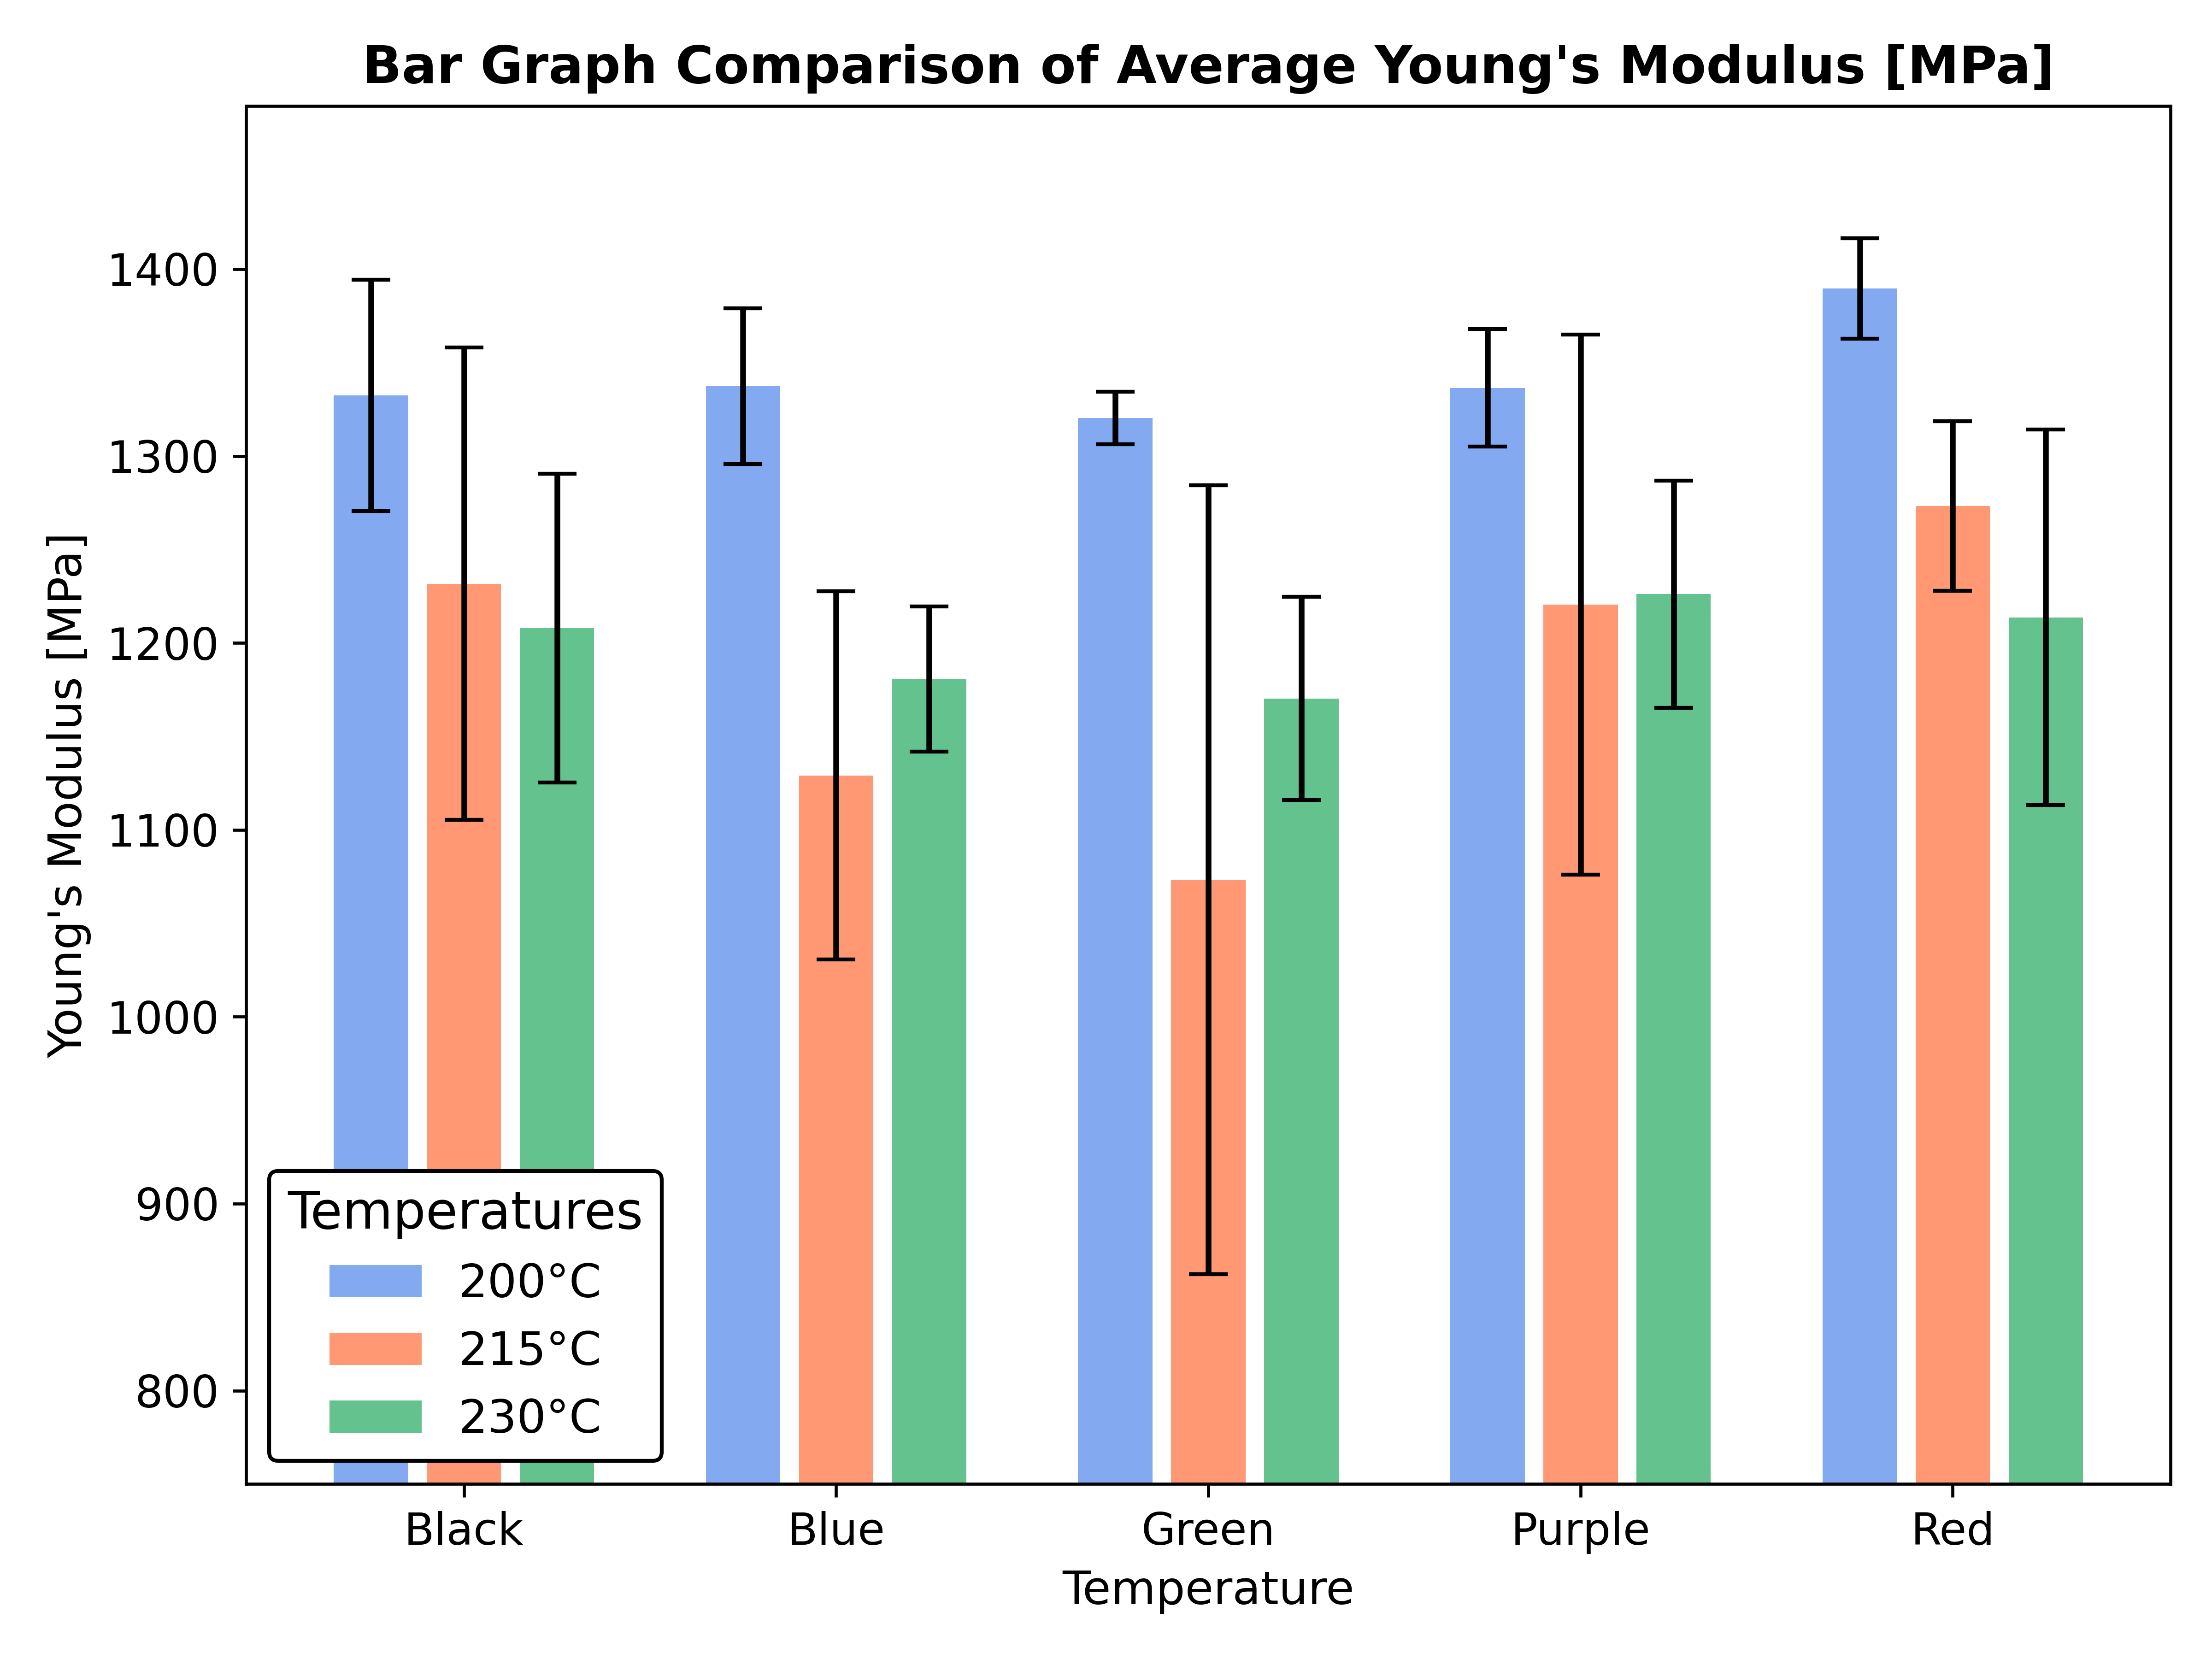 Bar Graph Comparison of Average Young's Modulus [MPa]
Young's Modulus [MPa]
1400
1300
1200
1100
1000
900
800
Temperatures
200°C
215°C
230°C
Black Blue Green Purple Red
Temperature